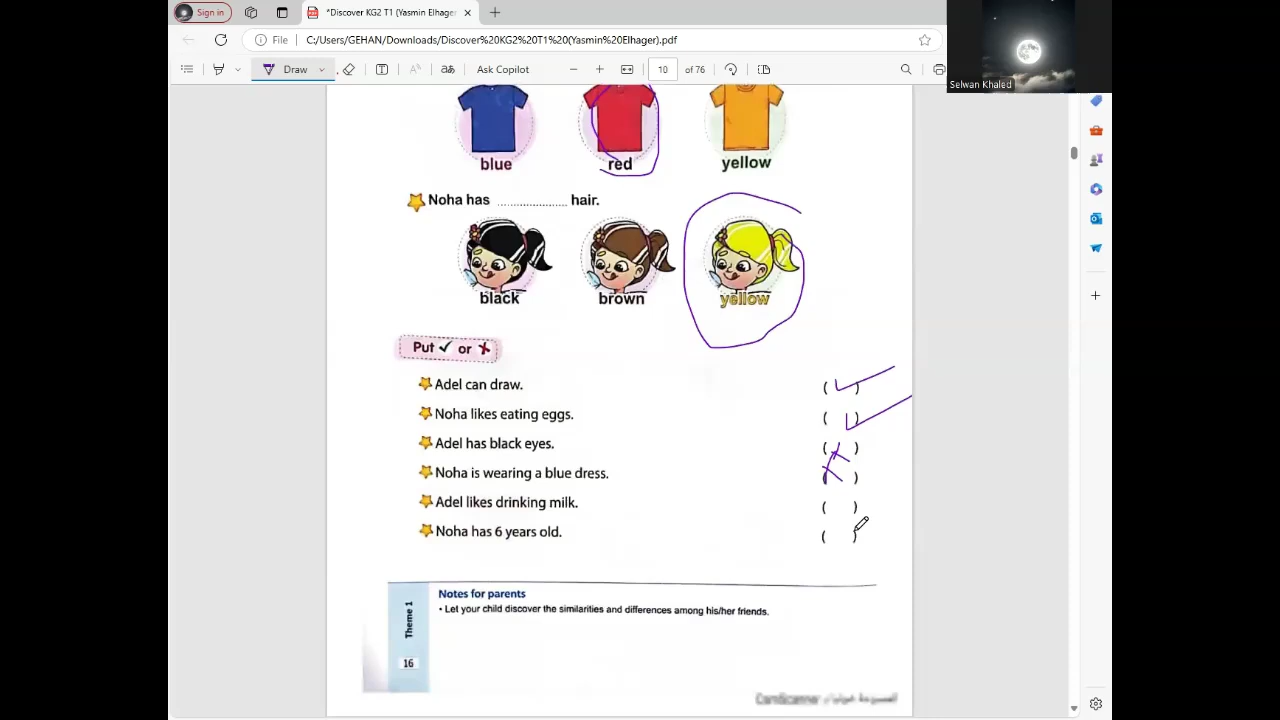 Sign in
*Discover KG2 T1 (Yasmin Elhager)
File
C:/Users/GEHAN/Downloads/Discover%20KG2%20T1%20(Yasmin%20Elhager).pdf
Draw
Ask Copilot
10 of 76
Selwan Khaled
blue red yellow
Noha has .................... hair.
black brown yellow
Put ✓ or ✗
Adel can draw. ( ✓ )
Noha likes eating eggs. ( ✓ )
Adel has black eyes. ( ✗ )
Noha is wearing a blue dress. ( ✗ )
Adel likes drinking milk. ( )
Noha has 6 years old. ( )
Notes for parents
• Let your child discover the similarities and differences among his/her friends.
Theme 1
16
CamScanner